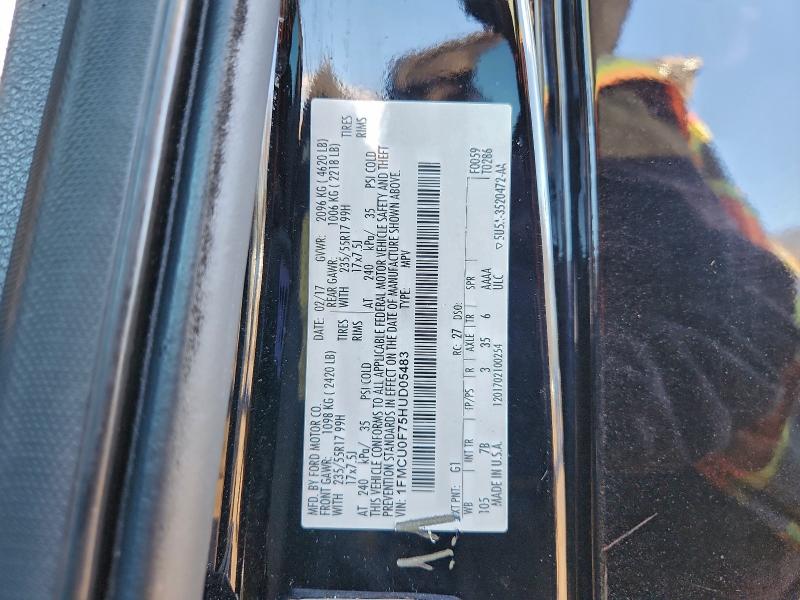 MFD. BY FORD MOTOR CO.
DATE: 02/17 GVWR: 2096 KG ( 4620 LB)
FRONT GAWR: 1098 KG ( 2420 LB) REAR GAWR: 1006 KG ( 2218 LB)
WITH 235/55R17 99H TIRES WITH 235/55R17 99H TIRES
17x7.5J RIMS 17x7.5J RIMS
AT 240 kPa/ 35 PSI COLD AT 240 kPa/ 35 PSI COLD
THIS VEHICLE CONFORMS TO ALL APPLICABLE FEDERAL MOTOR VEHICLE SAFETY AND THEFT
PREVENTION STANDARDS IN EFFECT ON THE DATE OF MANUFACTURE SHOWN ABOVE.
VIN: 1FMCU0F75HUD05483 TYPE: MPV
EXT PNT: G1 RC: 27 DSO: F0059
WB INT TR TP/PS R AXLE TR SPR T0286
105 7B 3 35 6 AAAA
MADE IN U.S.A. 1201702100254 ULC